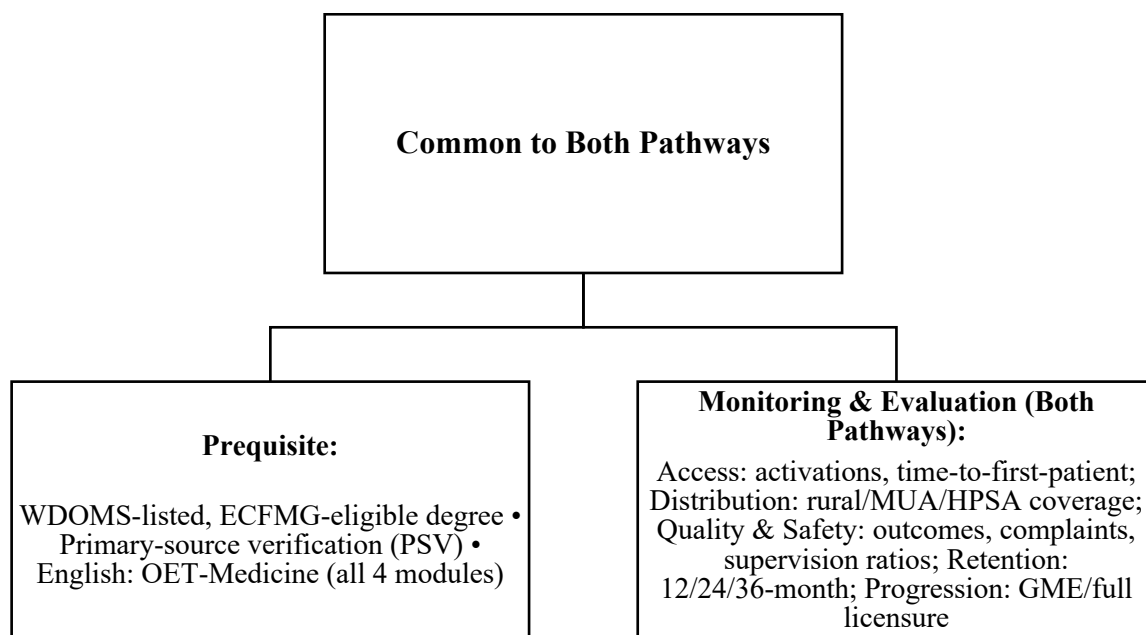 Common to Both Pathways
Prequisite:
WDOMS-listed, ECFMG-eligible degree •
Primary-source verification (PSV) •
English: OET-Medicine (all 4 modules)
Monitoring & Evaluation (Both
Pathways):
Access: activations, time-to-first-patient;
Distribution: rural/MUA/HPSA coverage;
Quality & Safety: outcomes, complaints,
supervision ratios; Retention:
12/24/36-month; Progression: GME/full
licensure